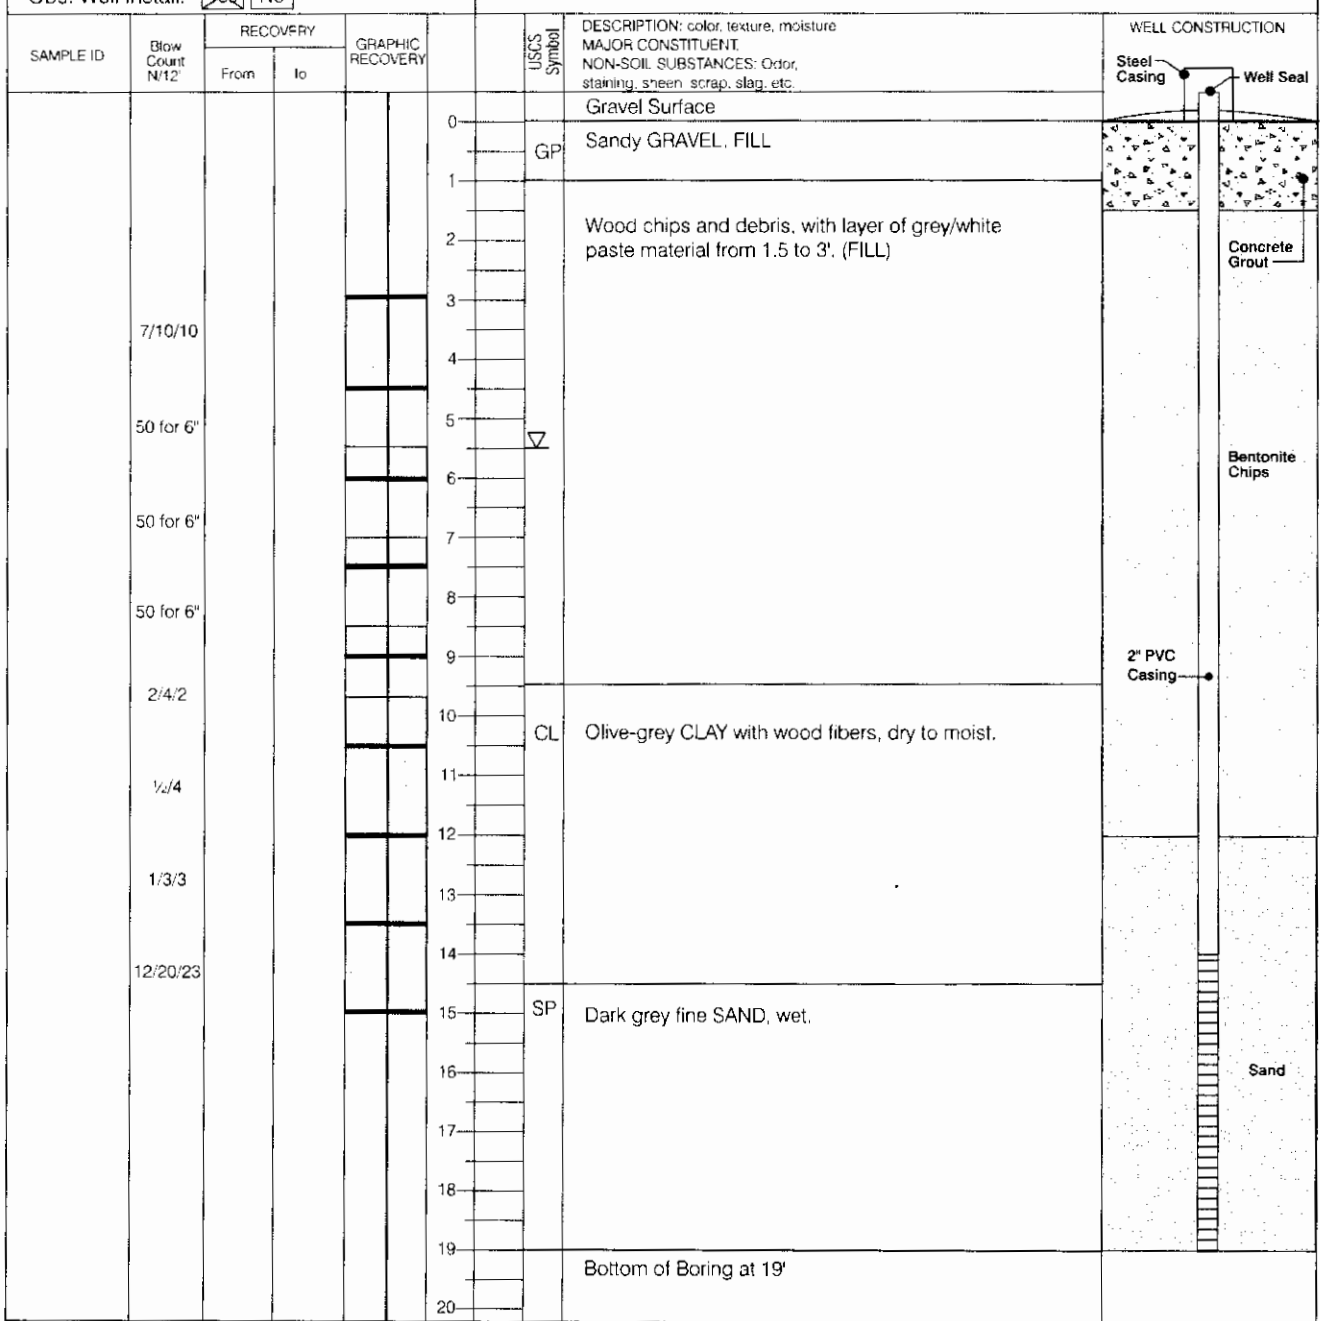 Obs. Well Install. Yes No
SAMPLE ID
Blow
Count
N/12'
RECOVERY
From
To
GRAPHIC
RECOVERY
USCS
Symbol
DESCRIPTION: color, texture, moisture
MAJOR CONSTITUENT.
NON-SOIL SUBSTANCES: Odor,
staining, sheen scrap, slag, etc.
WELL CONSTRUCTION
Steel
Casing
Well Seal
Gravel Surface
0
GP
Sandy GRAVEL, FILL
1
Wood chips and debris, with layer of grey/white
paste material from 1.5 to 3'. (FILL)
2
Concrete
Grout
3
7/10/10
4
5
50 for 6"
Bentonite
Chips
6
50 for 6"
7
8
50 for 6"
9
2" PVC
Casing
2/4/2
10
CL
Olive-grey CLAY with wood fibers, dry to moist.
11
½/4
12
1/3/3
13
14
12/20/23
15
SP
Dark grey fine SAND, wet.
16
Sand
17
18
19
Bottom of Boring at 19'
20